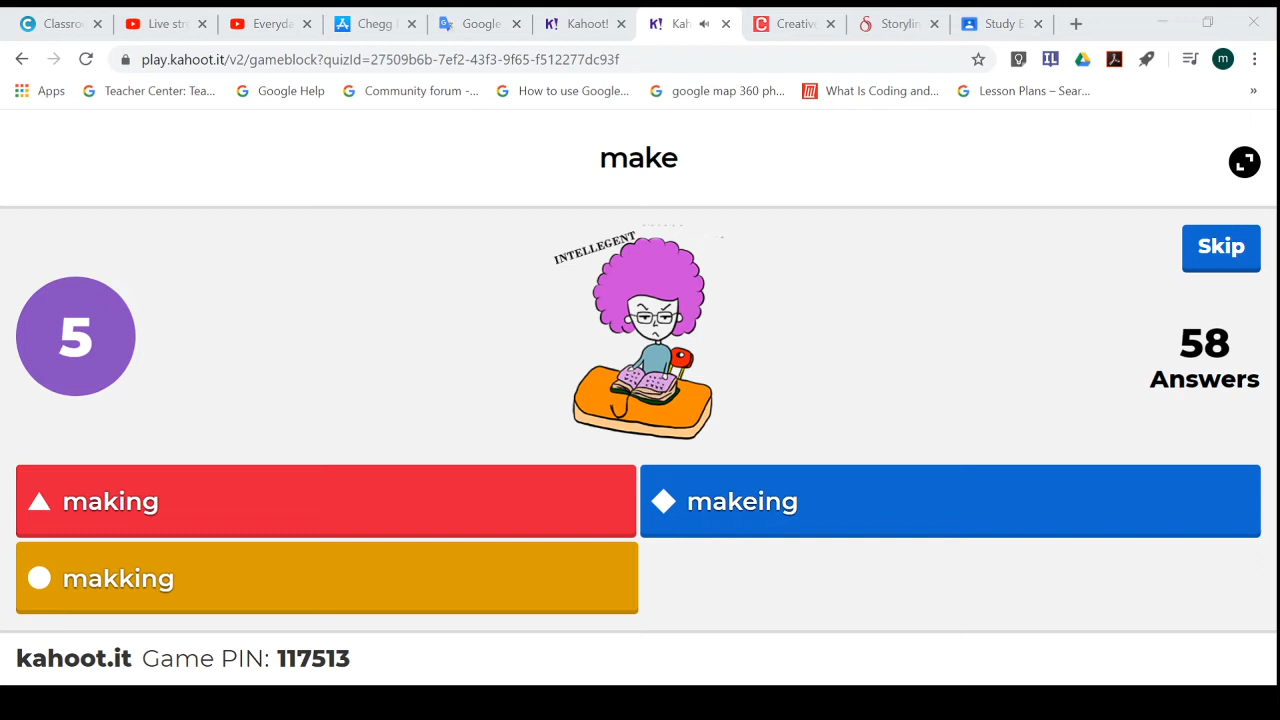 Classro
Live str
Everyda
Chegg
Google
Kahoot!
Kah
Creative
Storylin
Study E
play.kahoot.it/v2/gameblock?quizId=27509b6b-7ef2-43f3-9f65-f512277dc93f
m
Apps
Teacher Center: Tea...
Google Help
Community forum -...
How to use Google...
google map 360 ph...
What Is Coding and...
Lesson Plans – Sear...
»
make
INTELLEGENT
Skip
5
58
Answers
making
makeing
makking
kahoot.it Game PIN: 117513